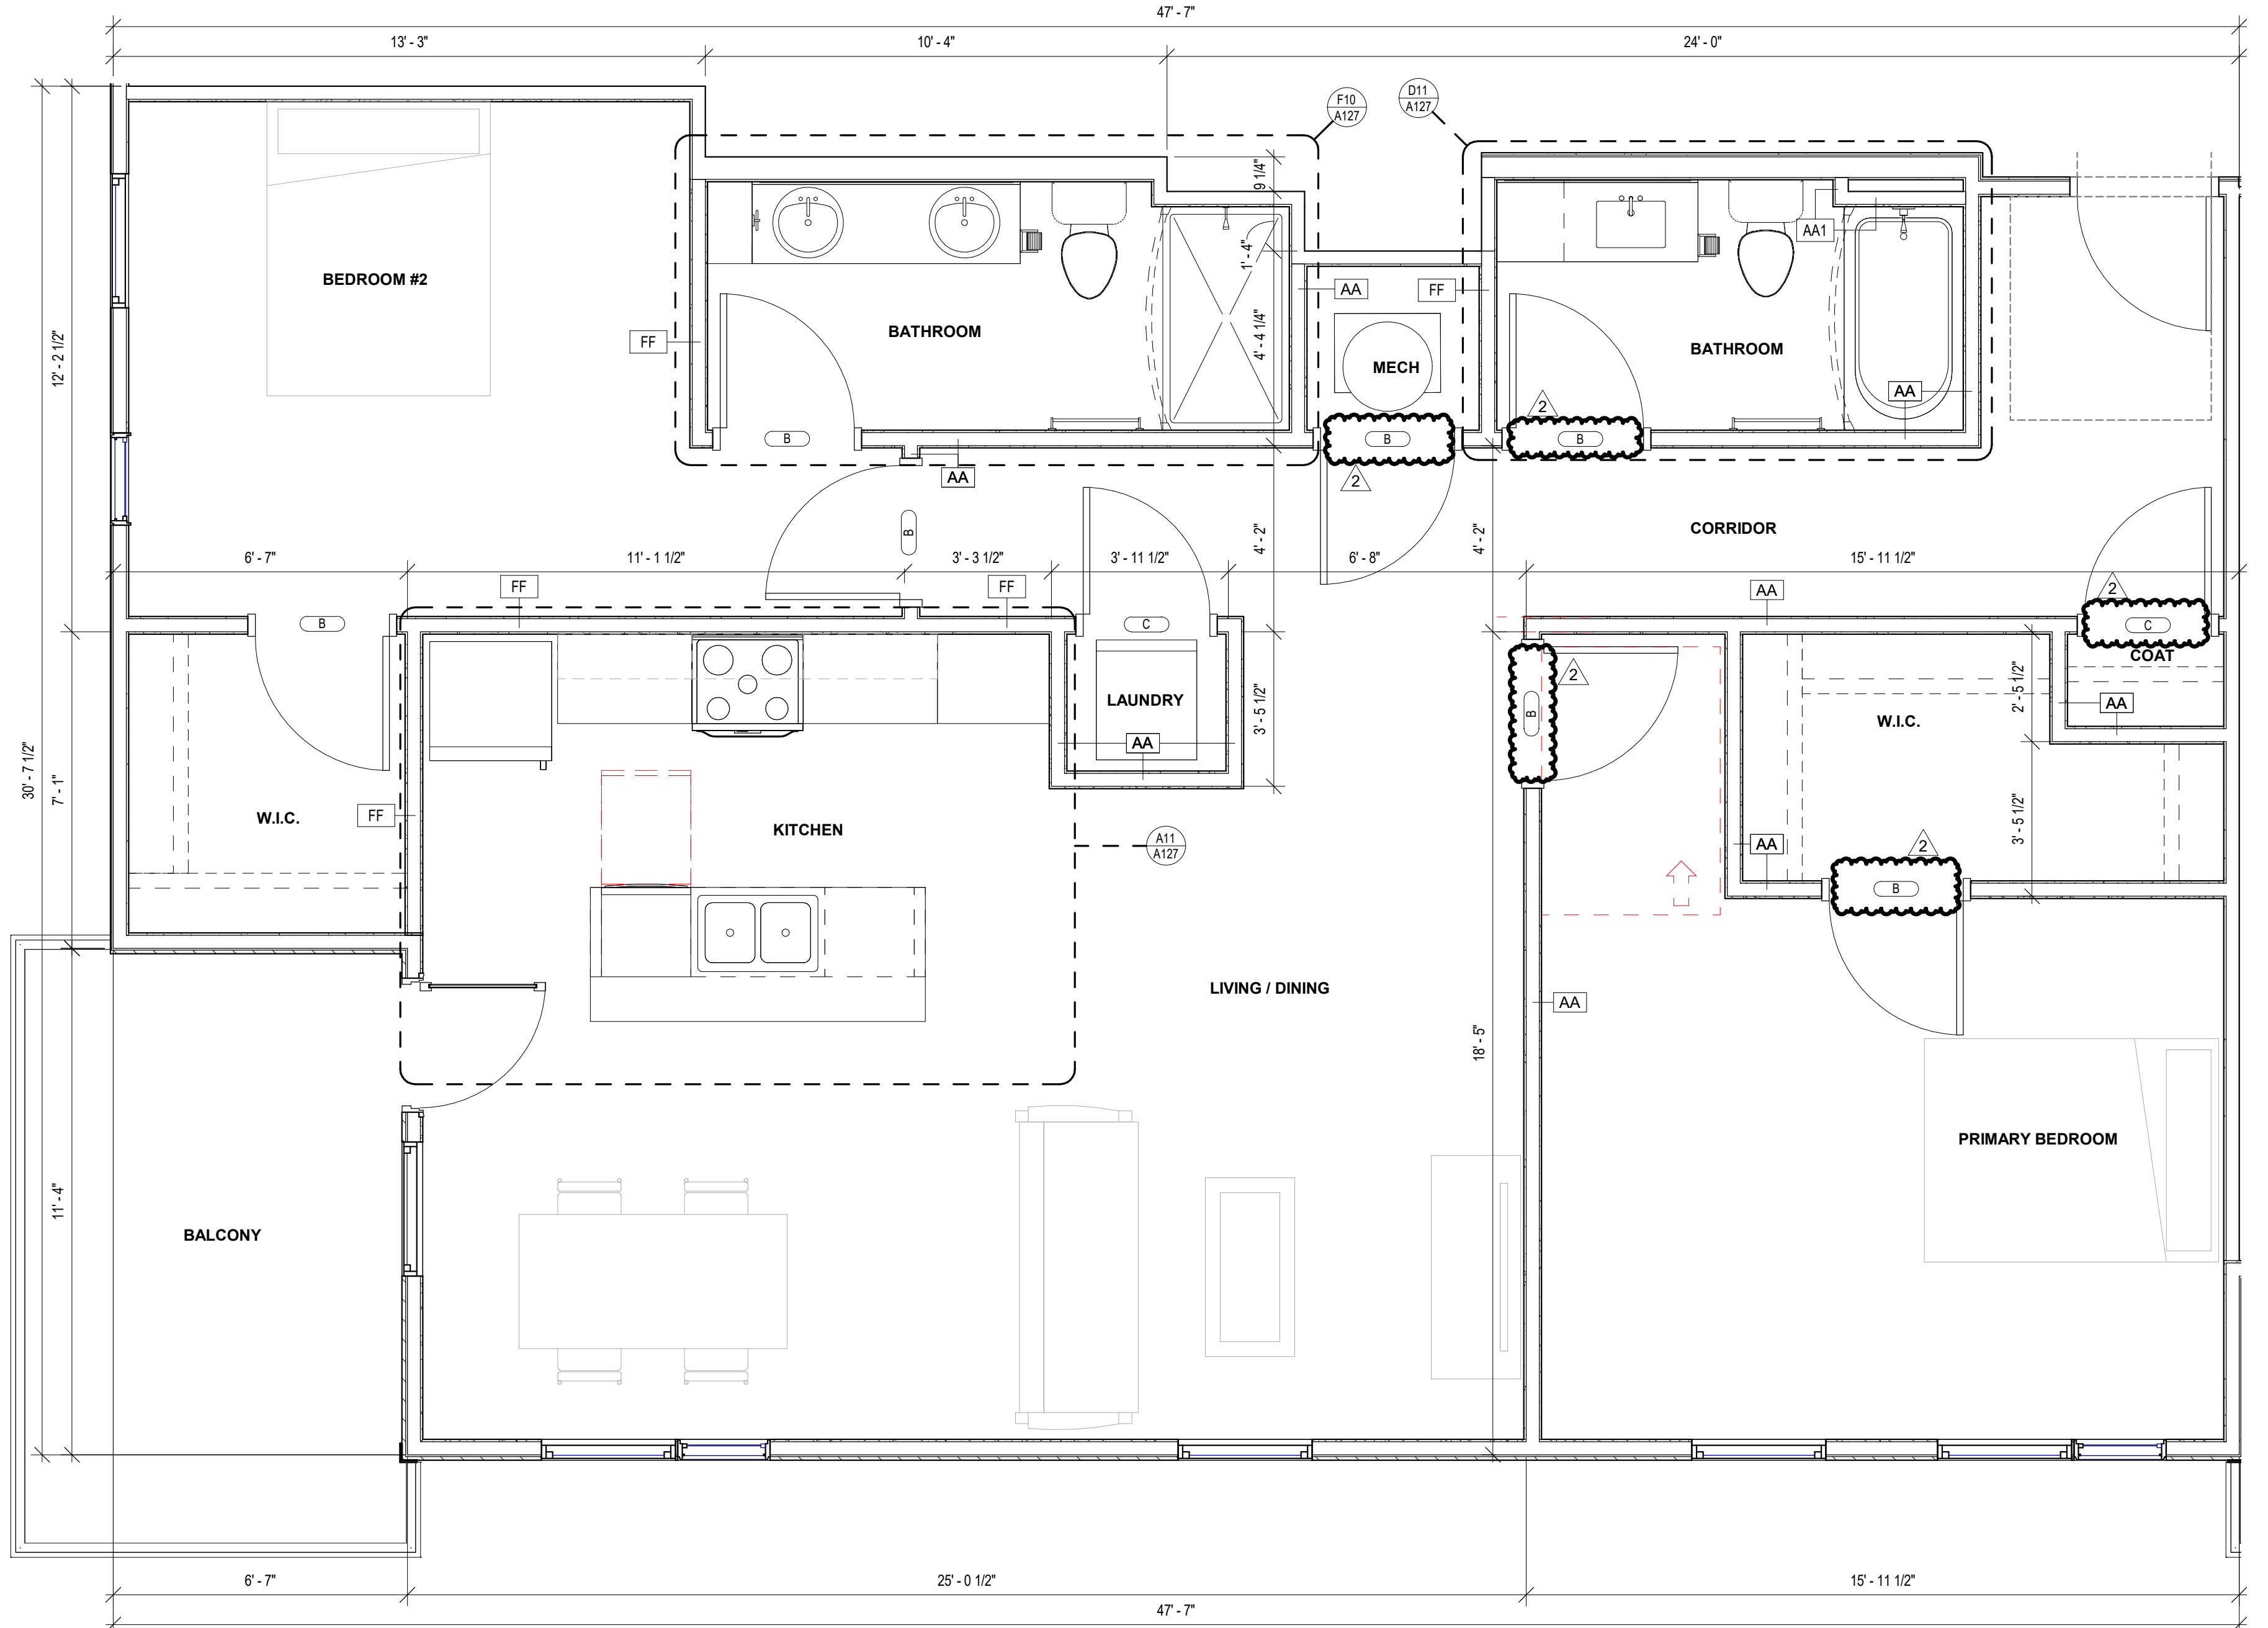 47' - 7"
13' - 3"
10' - 4"
24' - 0"
F10
A127
D11
A127
9 1/4"
1' - 4"
4' - 4 1/4"
AA1
BEDROOM #2
BATHROOM
AA
FF
FF
MECH
BATHROOM
AA
12' - 2 1/2"
B
B
B
2
2
AA
B
4' - 2"
4' - 2"
CORRIDOR
6' - 7"
11' - 1 1/2"
3' - 3 1/2"
3' - 11 1/2"
6' - 8"
15' - 11 1/2"
FF
FF
AA
2
B
C
C
COAT
2
B
LAUNDRY
3' - 5 1/2"
2' - 5 1/2"
AA
W.I.C.
AA
30' - 7 1/2"
7' - 1"
W.I.C.
FF
KITCHEN
A11
A127
3' - 5 1/2"
AA
2
B
LIVING / DINING
AA
18' - 5"
PRIMARY BEDROOM
11' - 4"
BALCONY
6' - 7"
25' - 0 1/2"
15' - 11 1/2"
47' - 7"